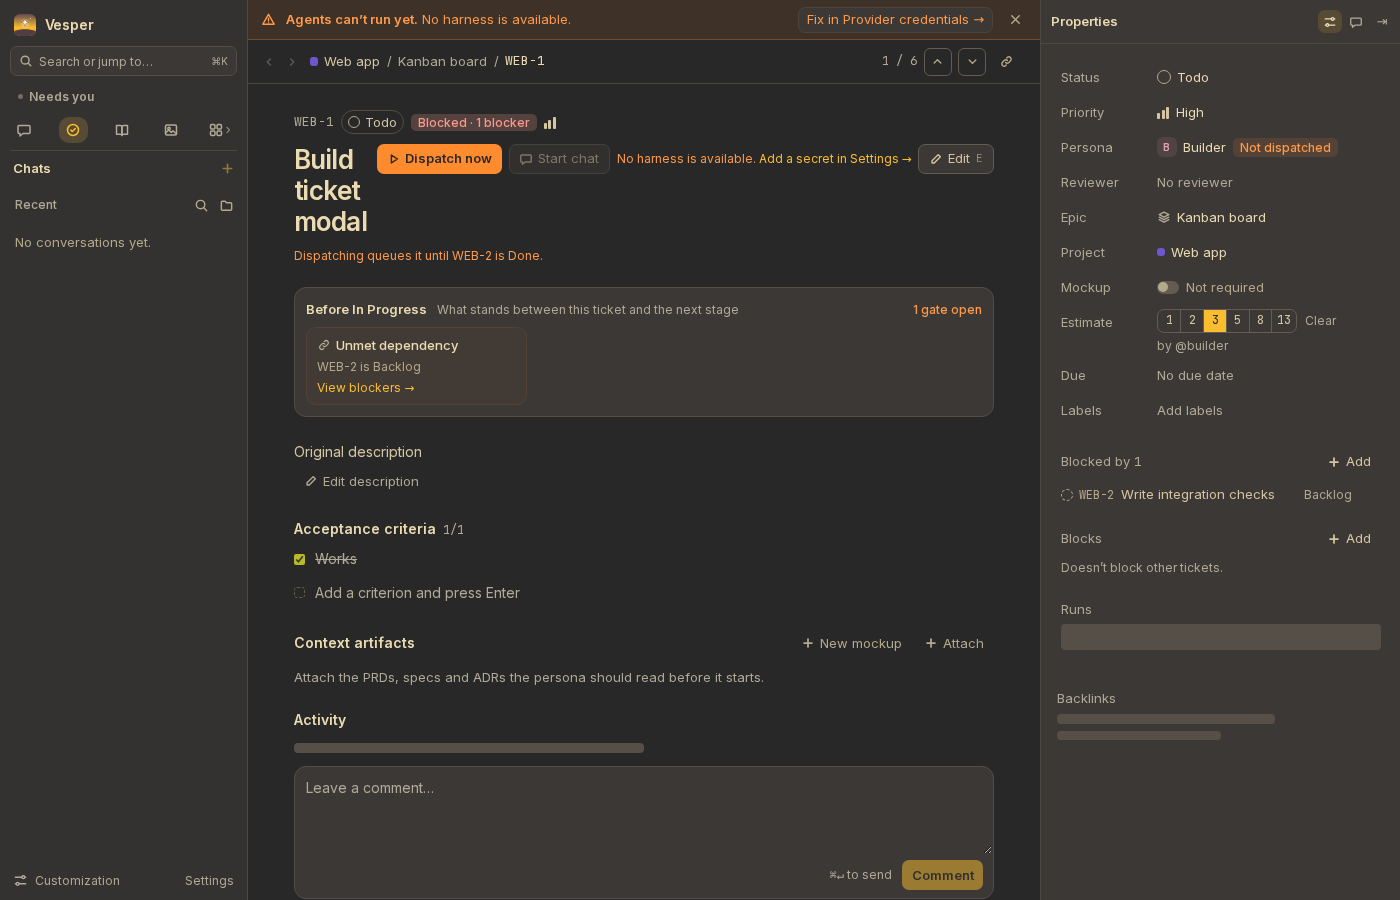 Vesper
Search or jump to… ⌘K
Needs you
Chats
Recent
No conversations yet.
Customization Settings
Agents can’t run yet. No harness is available. Fix in Provider credentials →
Web app / Kanban board / WEB-1 1 / 6
WEB-1 Todo Blocked · 1 blocker
Build
ticket
modal
Dispatch now Start chat No harness is available. Add a secret in Settings → Edit E
Dispatching queues it until WEB-2 is Done.
Before In Progress What stands between this ticket and the next stage 1 gate open
Unmet dependency
WEB-2 is Backlog
View blockers →
Original description
Edit description
Acceptance criteria 1/1
Works
Add a criterion and press Enter
Context artifacts New mockup Attach
Attach the PRDs, specs and ADRs the persona should read before it starts.
Activity
Leave a comment…
⌘↵ to send Comment
Properties
Status Todo
Priority High
Persona B Builder Not dispatched
Reviewer No reviewer
Epic Kanban board
Project Web app
Mockup Not required
Estimate 1 2 3 5 8 13 Clear
by @builder
Due No due date
Labels Add labels
Blocked by 1 Add
WEB-2 Write integration checks Backlog
Blocks Add
Doesn’t block other tickets.
Runs
Backlinks